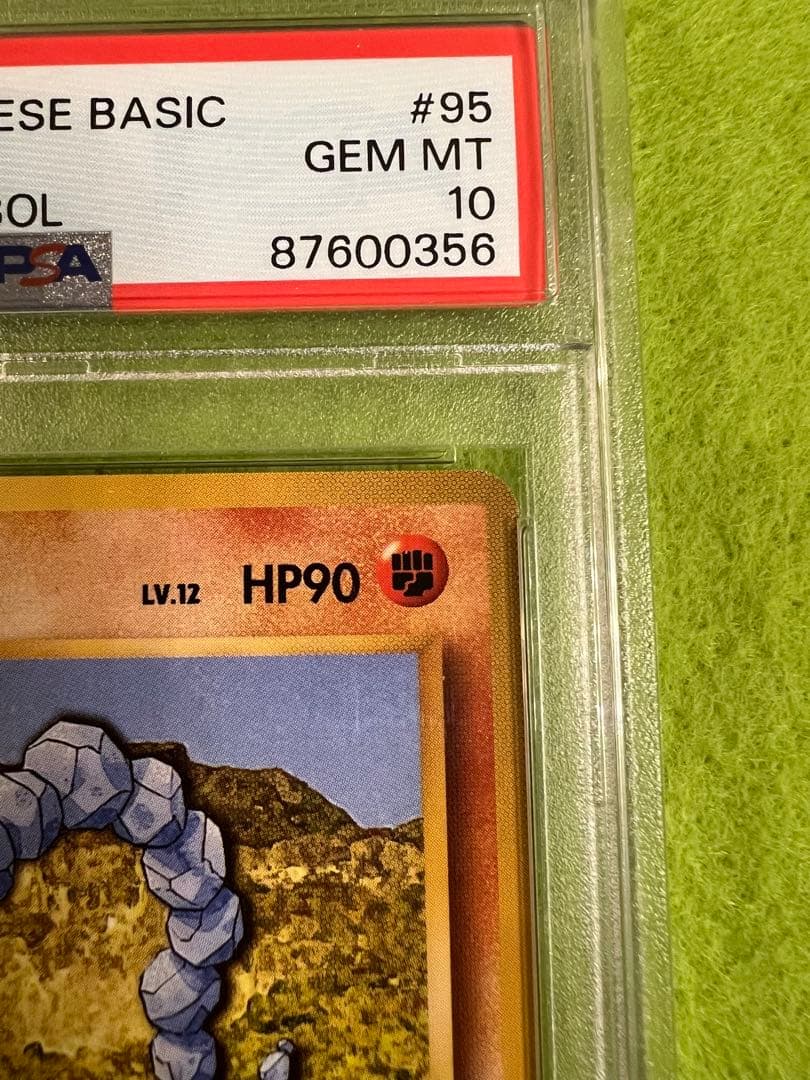 ESE BASIC #95
GEM MT
BOL 10
PSA 87600356
LV.12 HP90